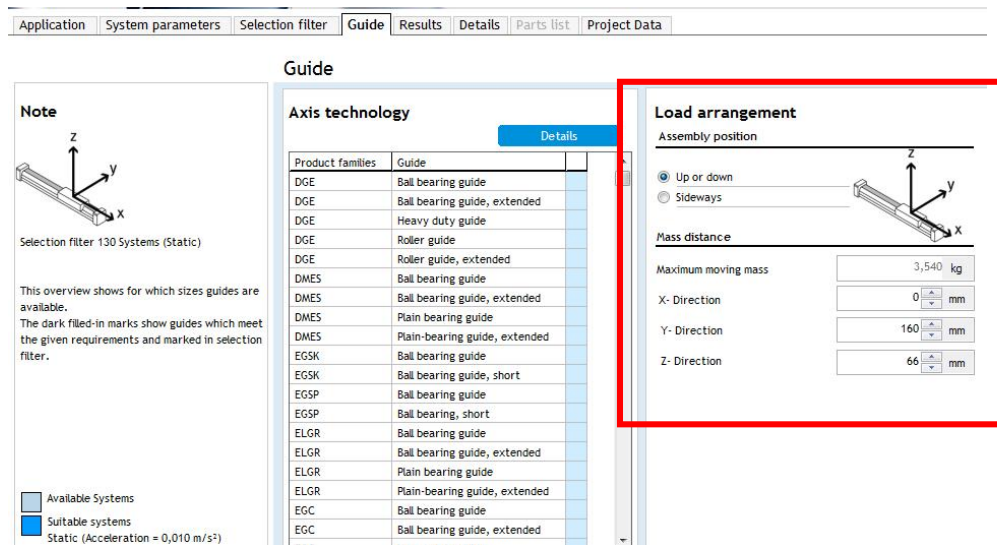 Application System parameters Selection filter Guide Results Details Parts list Project Data
Guide
Note
z
y
x
Selection filter 130 Systems (Static)
This overview shows for which sizes guides are
available.
The dark filled-in marks show guides which meet
the given requirements and marked in selection
filter.
Available Systems
Suitable systems
Static (Acceleration = 0,010 m/s²)
Axis technology
Details
Product families Guide
DGE Ball bearing guide
DGE Ball bearing guide, extended
DGE Heavy duty guide
DGE Roller guide
DGE Roller guide, extended
DMES Ball bearing guide
DMES Ball bearing guide, extended
DMES Plain bearing guide
DMES Plain-bearing guide, extended
EGSK Ball bearing guide
EGSK Ball bearing guide, short
EGSP Ball bearing guide
EGSP Ball bearing, short
ELGR Ball bearing guide
ELGR Ball bearing guide, extended
ELGR Plain bearing guide
ELGR Plain-bearing guide, extended
EGC Ball bearing guide
EGC Ball bearing guide, extended
Load arrangement
Assembly position
Up or down
Sideways
z
y
x
Mass distance
Maximum moving mass 3,540 kg
X- Direction 0 mm
Y- Direction 160 mm
Z- Direction 66 mm